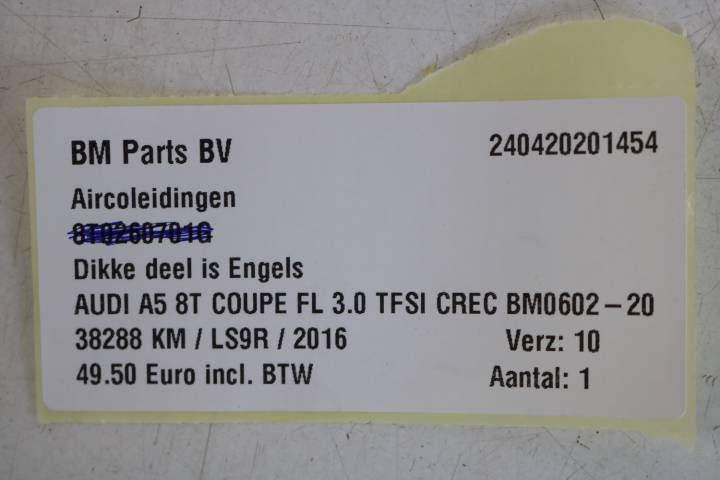 BM Parts BV 240420201454
Aircoleidingen
8T0260701G
Dikke deel is Engels
AUDI A5 8T COUPE FL 3.0 TFSI CREC BM0602-20
38288 KM / LS9R / 2016 Verz: 10
49.50 Euro incl. BTW Aantal: 1